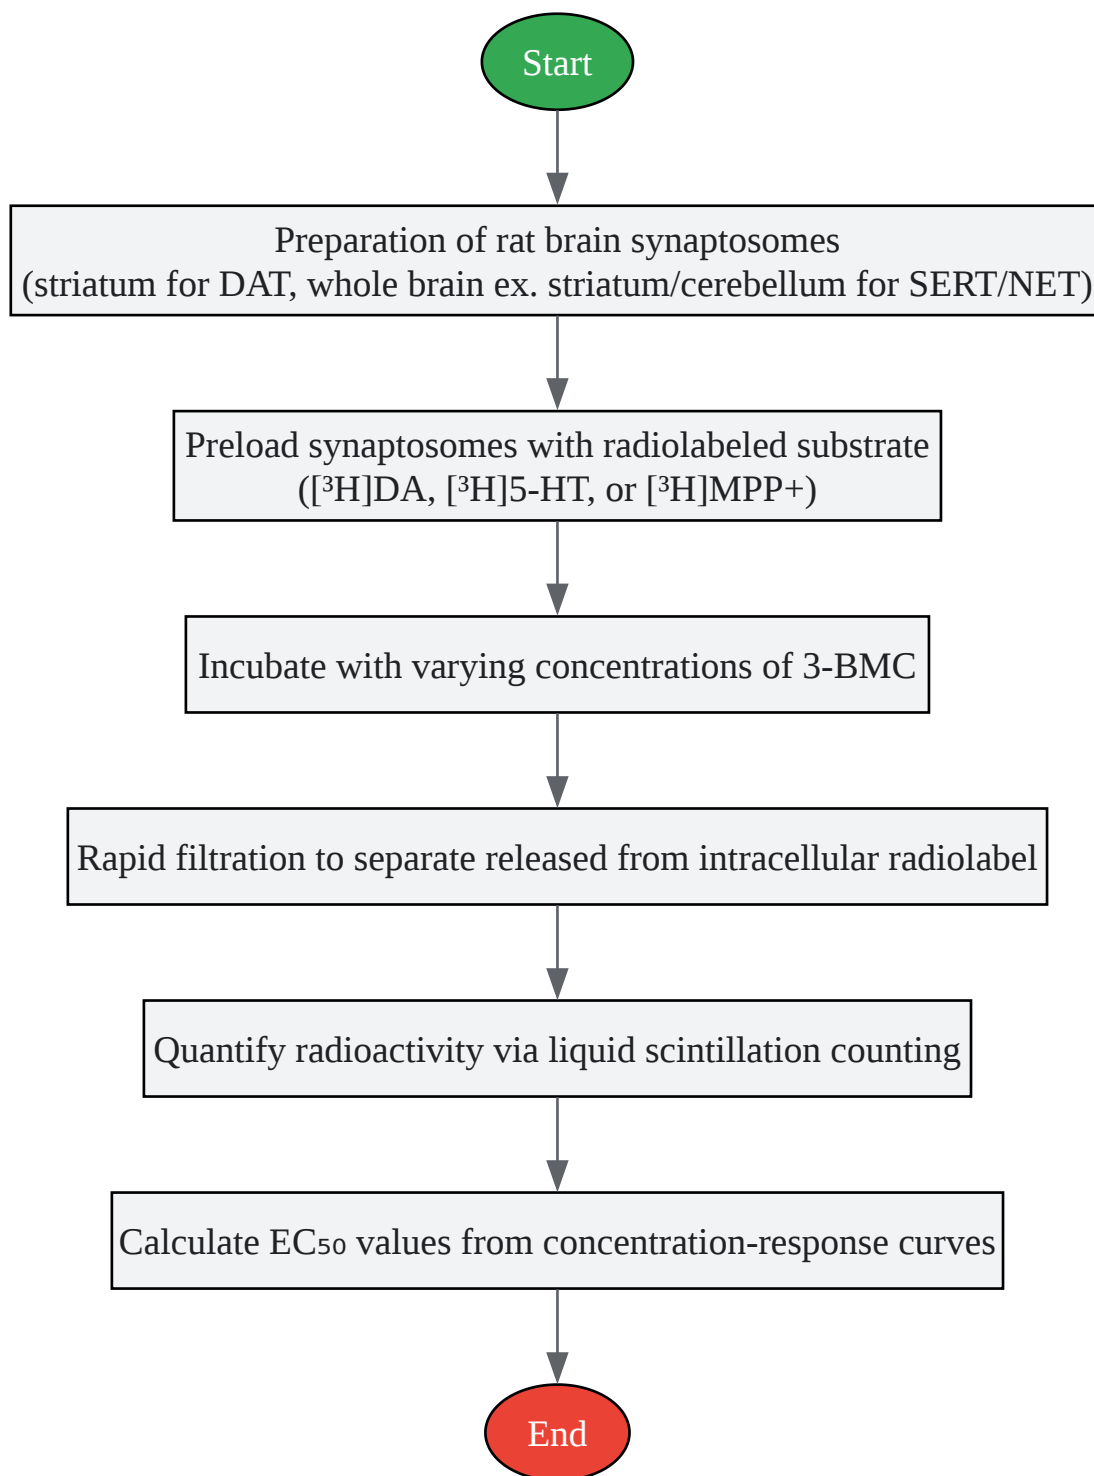 Start
Preparation of rat brain synaptosomes
(striatum for DAT, whole brain ex. striatum/cerebellum for SERT/NET)
Preload synaptosomes with radiolabeled substrate
([³H]DA, [³H]5-HT, or [³H]MPP+)
Incubate with varying concentrations of 3-BMC
Rapid filtration to separate released from intracellular radiolabel
Quantify radioactivity via liquid scintillation counting
Calculate EC₅₀ values from concentration-response curves
End